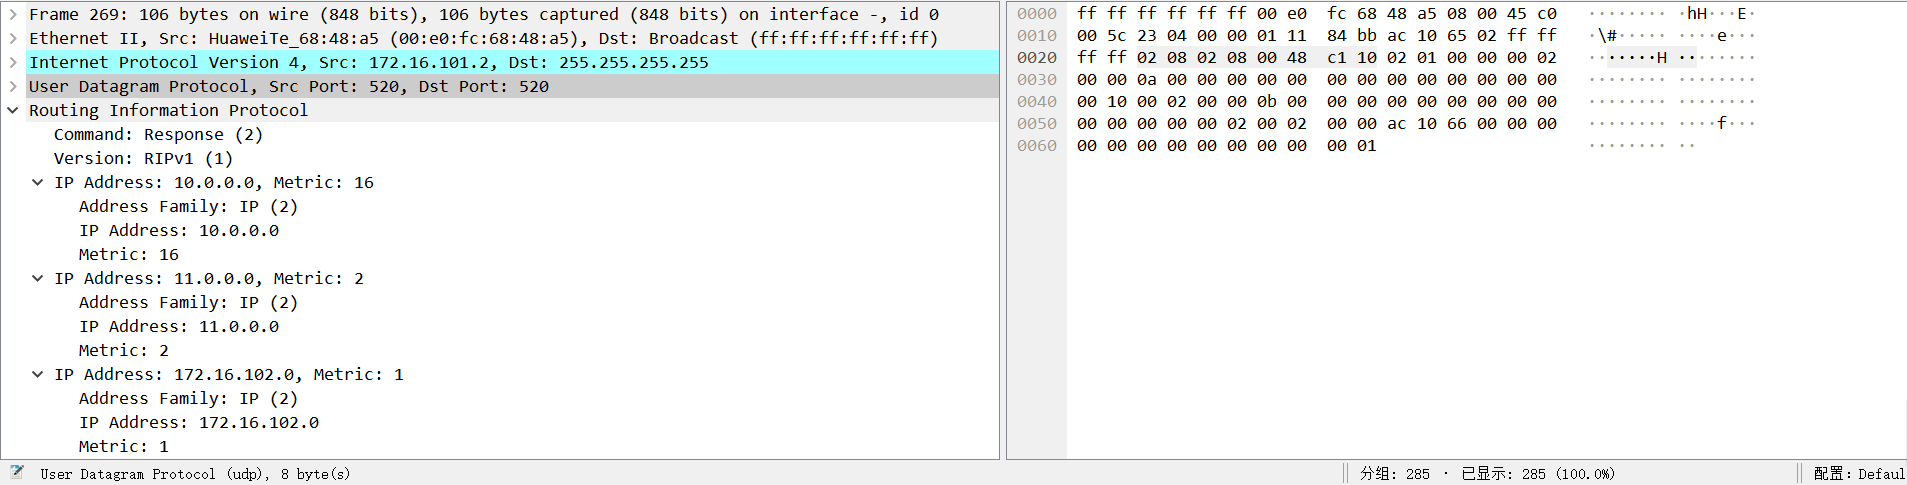 Frame 269: 106 bytes on wire (848 bits), 106 bytes captured (848 bits) on interface -, id 0
Ethernet II, Src: HuaweiTe_68:48:a5 (00:e0:fc:68:48:a5), Dst: Broadcast (ff:ff:ff:ff:ff:ff)
Internet Protocol Version 4, Src: 172.16.101.2, Dst: 255.255.255.255
User Datagram Protocol, Src Port: 520, Dst Port: 520
Routing Information Protocol
Command: Response (2)
Version: RIPv1 (1)
IP Address: 10.0.0.0, Metric: 16
Address Family: IP (2)
IP Address: 10.0.0.0
Metric: 16
IP Address: 11.0.0.0, Metric: 2
Address Family: IP (2)
IP Address: 11.0.0.0
Metric: 2
IP Address: 172.16.102.0, Metric: 1
Address Family: IP (2)
IP Address: 172.16.102.0
Metric: 1
0000 ff ff ff ff ff ff 00 e0 fc 68 48 a5 08 00 45 c0 ········ ·hH···E·
0010 00 5c 23 04 00 00 01 11 84 bb ac 10 65 02 ff ff ·\#····· ····e···
0020 ff ff 02 08 02 08 00 48 c1 10 02 01 00 00 00 02 ·······H ········
0030 00 00 0a 00 00 00 00 00 00 00 00 00 00 00 00 00 ········ ········
0040 00 10 00 02 00 00 0b 00 00 00 00 00 00 00 00 00 ········ ········
0050 00 00 00 00 00 02 00 02 00 00 ac 10 66 00 00 00 ········ ····f···
0060 00 00 00 00 00 00 00 00 00 01 ········ ··
User Datagram Protocol (udp), 8 byte(s)
分组: 285 · 已显示: 285 (100.0%)
配置: Defaul